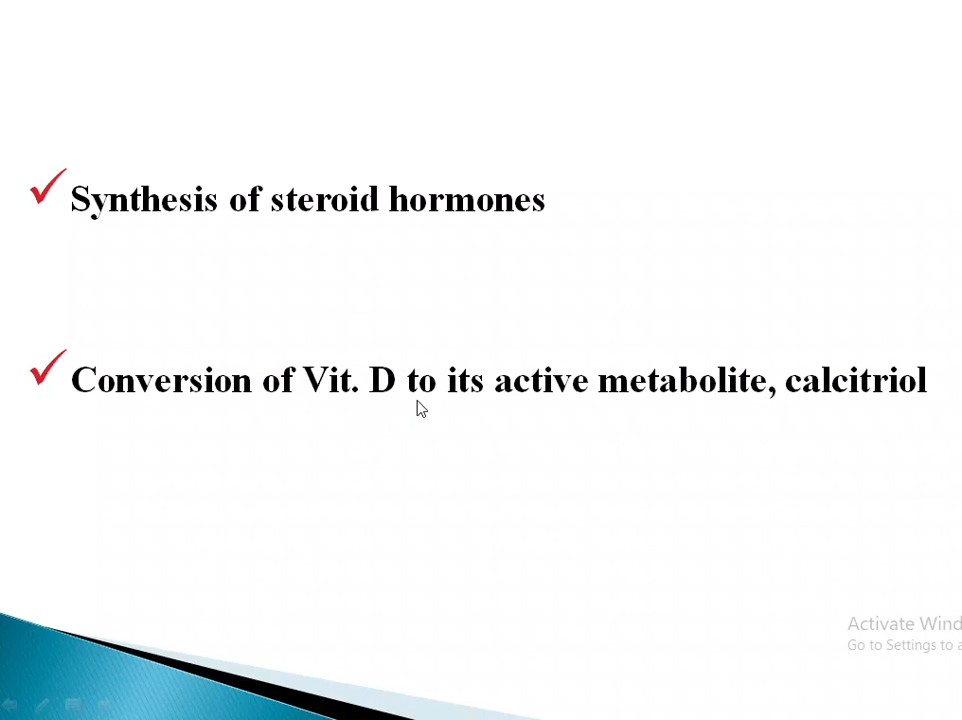 Synthesis of steroid hormones
Conversion of Vit. D to its active metabolite, calcitriol
Activate Wind
Go to Settings to a